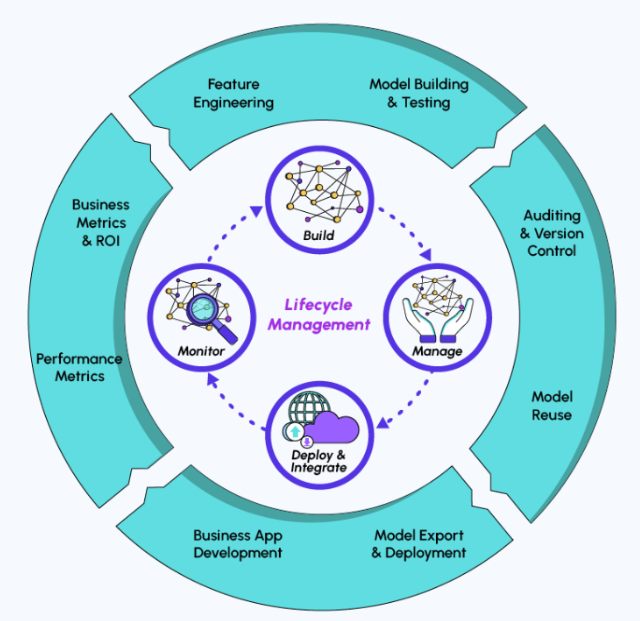 Feature
Engineering
Model Building
& Testing
Auditing
& Version
Control
Model
Reuse
Model Export
& Deployment
Business App
Development
Performance
Metrics
Business
Metrics
& ROI
Build
Manage
Deploy &
Integrate
Monitor
Lifecycle
Management